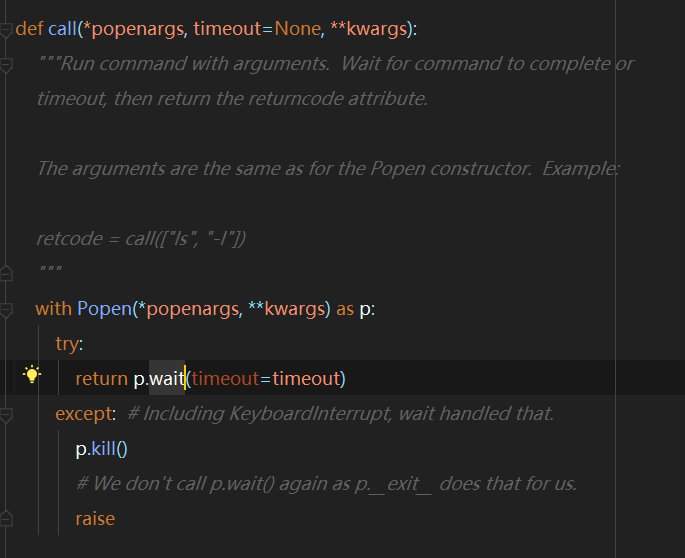 def call(*popenargs, timeout=None, **kwargs):
"""Run command with arguments.  Wait for command to complete or
timeout, then return the returncode attribute.
The arguments are the same as for the Popen constructor.  Example:
retcode = call(["ls", "-l"])
"""
with Popen(*popenargs, **kwargs) as p:
try:
return p.wait(timeout=timeout)
except:  # Including KeyboardInterrupt, wait handled that.
p.kill()
# We don't call p.wait() again as p.__exit__ does that for us.
raise